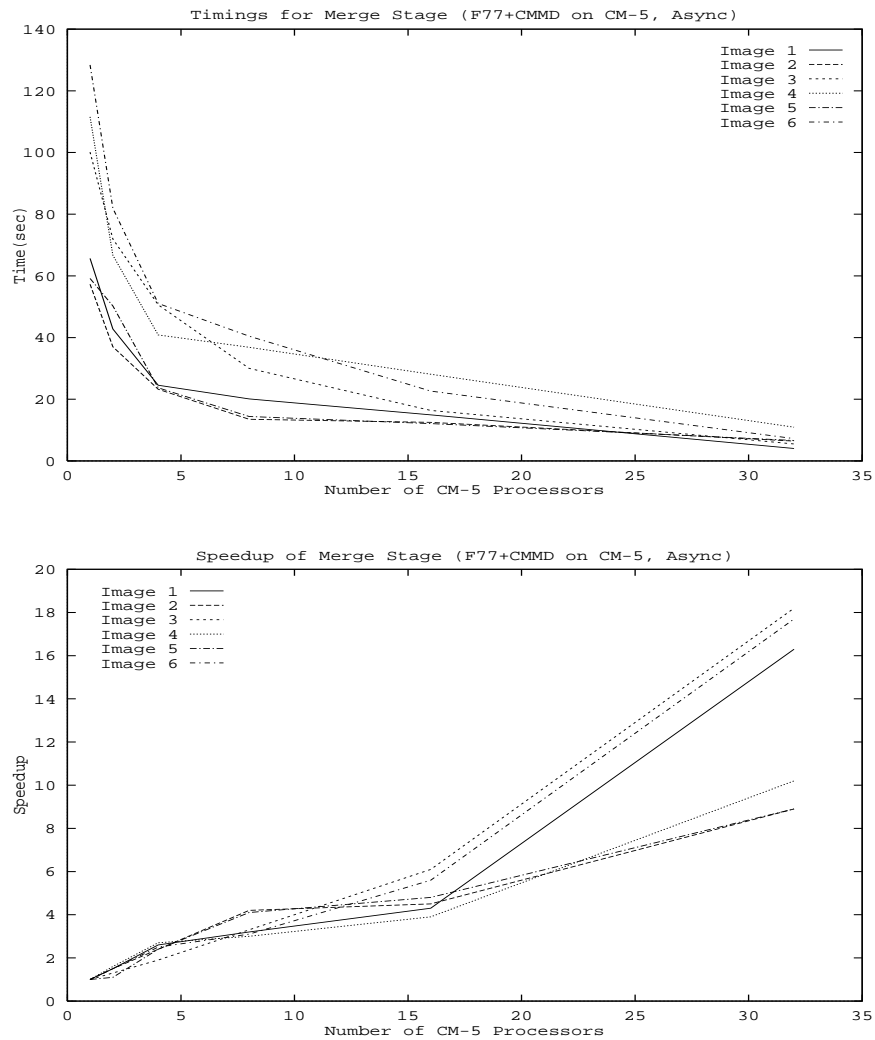 Timings for Merge Stage (F77+CMMD on CM-5, Async)
140
120
100
80
60
40
20
0
Time(sec)
Image 1
Image 2
Image 3
Image 4
Image 5
Image 6
0 5 10 15 20 25 30 35
Number of CM-5 Processors
Speedup of Merge Stage (F77+CMMD on CM-5, Async)
20
18
16
14
12
10
8
6
4
2
0
Speedup
Image 1
Image 2
Image 3
Image 4
Image 5
Image 6
0 5 10 15 20 25 30 35
Number of CM-5 Processors